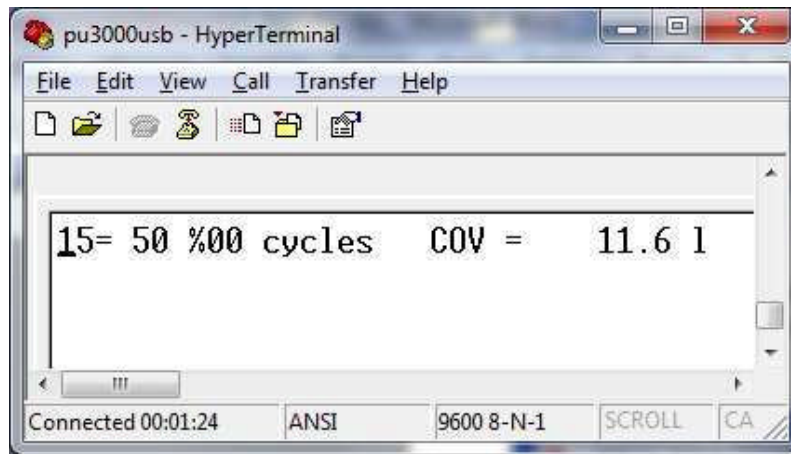 pu3000usb - HyperTerminal
File Edit View Call Transfer Help
15= 50 %00 cycles COV = 11.6 l
Connected 00:01:24 ANSI 9600 8-N-1 SCROLL CA